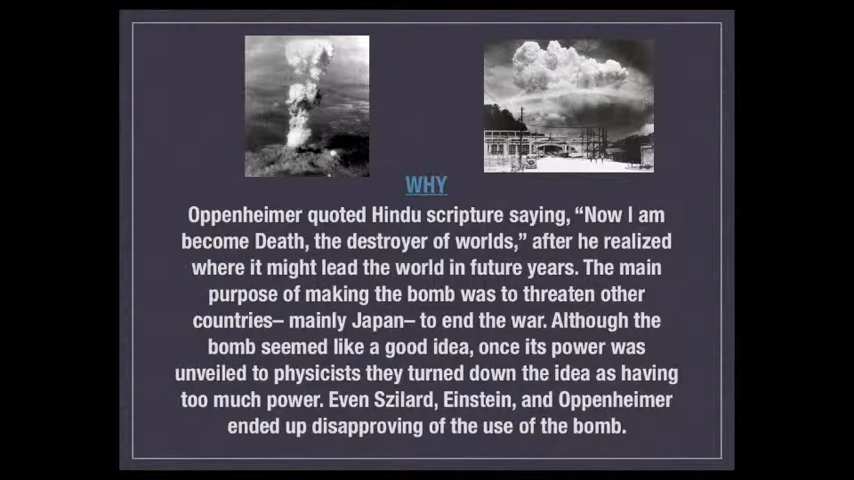 WHY
Oppenheimer quoted Hindu scripture saying, “Now I am
become Death, the destroyer of worlds,” after he realized
where it might lead the world in future years. The main
purpose of making the bomb was to threaten other
countries– mainly Japan– to end the war. Although the
bomb seemed like a good idea, once its power was
unveiled to physicists they turned down the idea as having
too much power. Even Szilard, Einstein, and Oppenheimer
ended up disapproving of the use of the bomb.